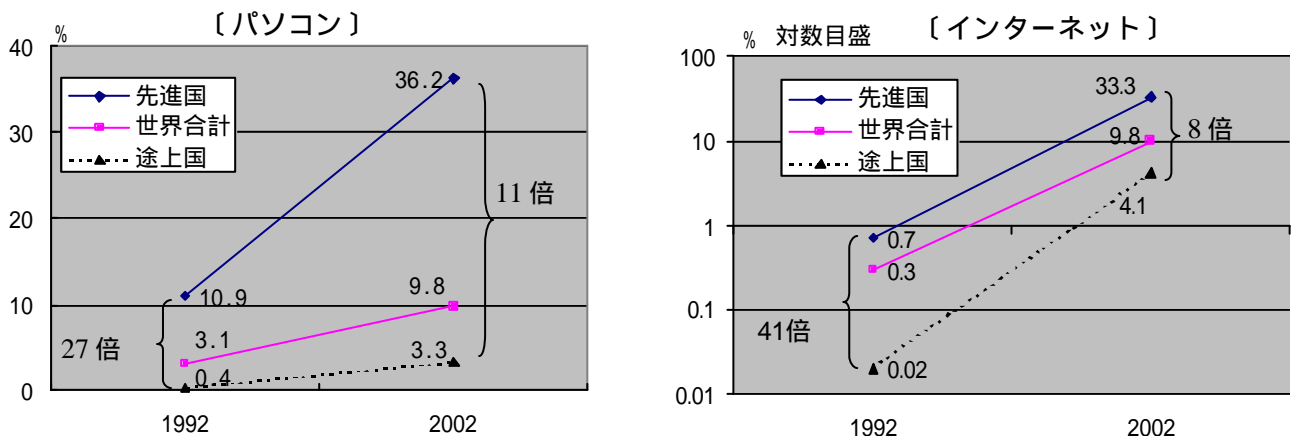 〔 パソコン 〕
%
40
30
20
10
0
先進国
世界合計
途上国
36.2
11 倍
10.9
9.8
27 倍
3.1
3.3
0.4
1992 2002
% 対数目盛 〔 インターネット 〕
100
10
1
0.1
0.01
先進国
世界合計
途上国
33.3
8 倍
9.8
4.1
0.7
0.3
41倍
0.02
1992 2002